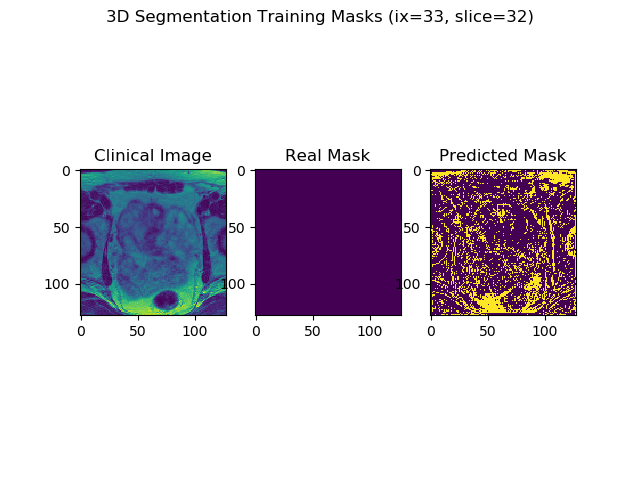 3D Segmentation Training Masks (ix=33, slice=32)
Clinical Image Real Mask Predicted Mask
0 0 0
50 50 50
100 100 100
0 50 100 0 50 100 0 50 100